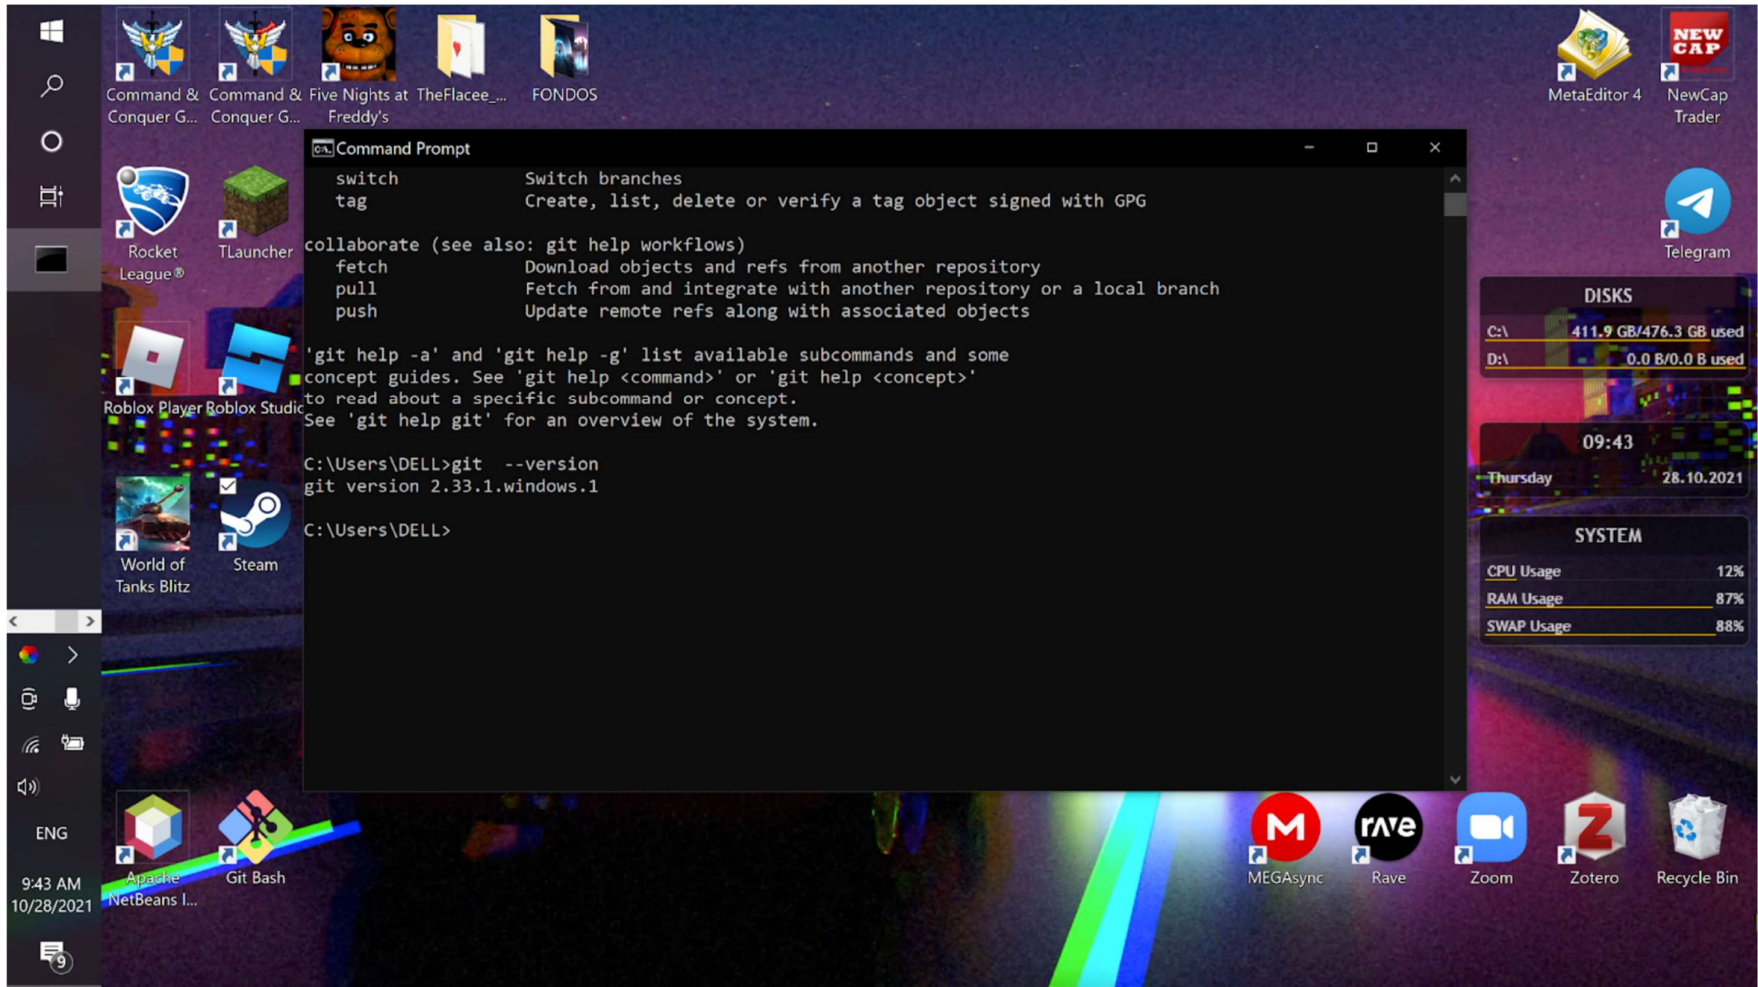 Command &
Conquer G...
Command &
Conquer G...
Five Nights at
Freddy's
TheFlacee_...
FONDOS
MetaEditor 4
NEW
CAP
NewCap
Trader
Command Prompt
switch Switch branches
tag Create, list, delete or verify a tag object signed with GPG
collaborate (see also: git help workflows)
fetch Download objects and refs from another repository
pull Fetch from and integrate with another repository or a local branch
push Update remote refs along with associated objects
'git help -a' and 'git help -g' list available subcommands and some
concept guides. See 'git help <command>' or 'git help <concept>'
to read about a specific subcommand or concept.
See 'git help git' for an overview of the system.
C:\Users\DELL>git  --version
git version 2.33.1.windows.1
C:\Users\DELL>
Rocket
League®
TLauncher
Roblox Player
Roblox Studio
World of
Tanks Blitz
Steam
Telegram
DISKS
C:\ 411.9 GB/476.3 GB used
D:\ 0.0 B/0.0 B used
09:43
Thursday 28.10.2021
SYSTEM
CPU Usage 12%
RAM Usage 87%
SWAP Usage 88%
ENG
9:43 AM
10/28/2021
9
Apache
NetBeans I...
Git Bash
M
MEGAsync
rave
Rave
Zoom
Z
Zotero
Recycle Bin